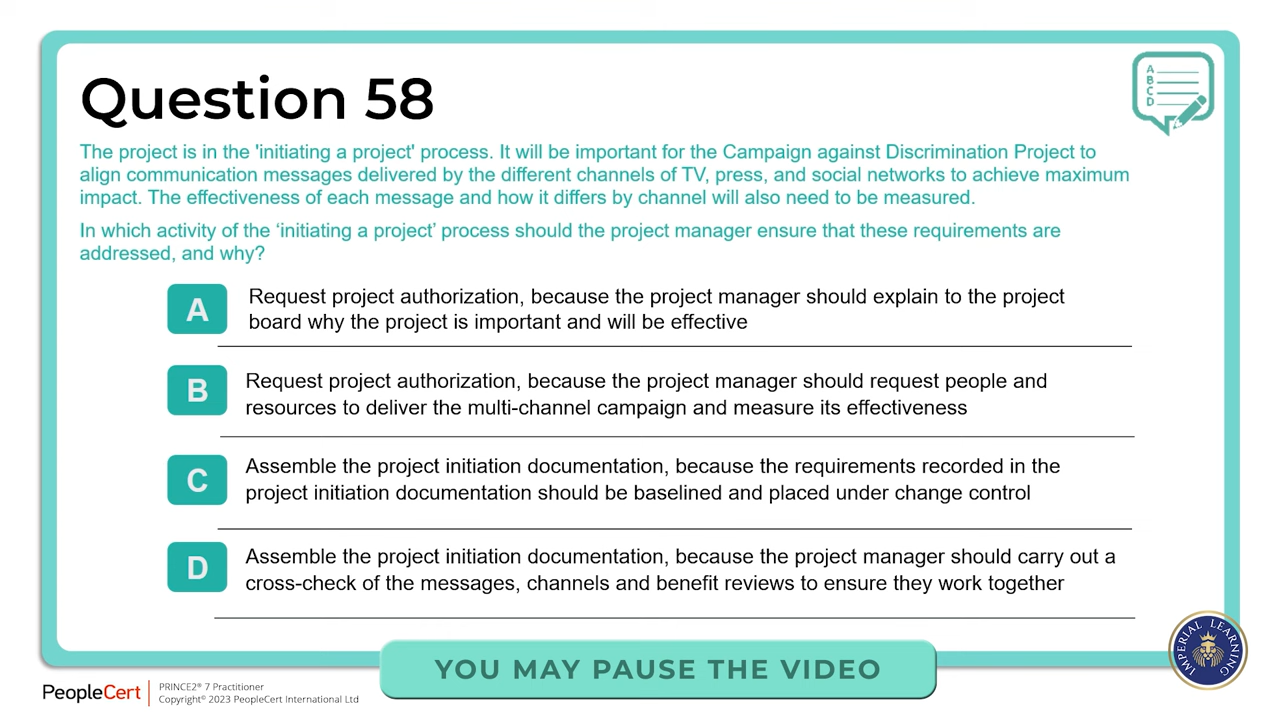 Question 58
A
B
C
D
The project is in the 'initiating a project' process. It will be important for the Campaign against Discrimination Project to
align communication messages delivered by the different channels of TV, press, and social networks to achieve maximum
impact. The effectiveness of each message and how it differs by channel will also need to be measured.
In which activity of the ‘initiating a project’ process should the project manager ensure that these requirements are
addressed, and why?
A
Request project authorization, because the project manager should explain to the project
board why the project is important and will be effective
B
Request project authorization, because the project manager should request people and
resources to deliver the multi-channel campaign and measure its effectiveness
C
Assemble the project initiation documentation, because the requirements recorded in the
project initiation documentation should be baselined and placed under change control
D
Assemble the project initiation documentation, because the project manager should carry out a
cross-check of the messages, channels and benefit reviews to ensure they work together
YOU MAY PAUSE THE VIDEO
IMPERIAL LEARNING
PeopleCert
PRINCE2® 7 Practitioner
Copyright© 2023 PeopleCert International Ltd